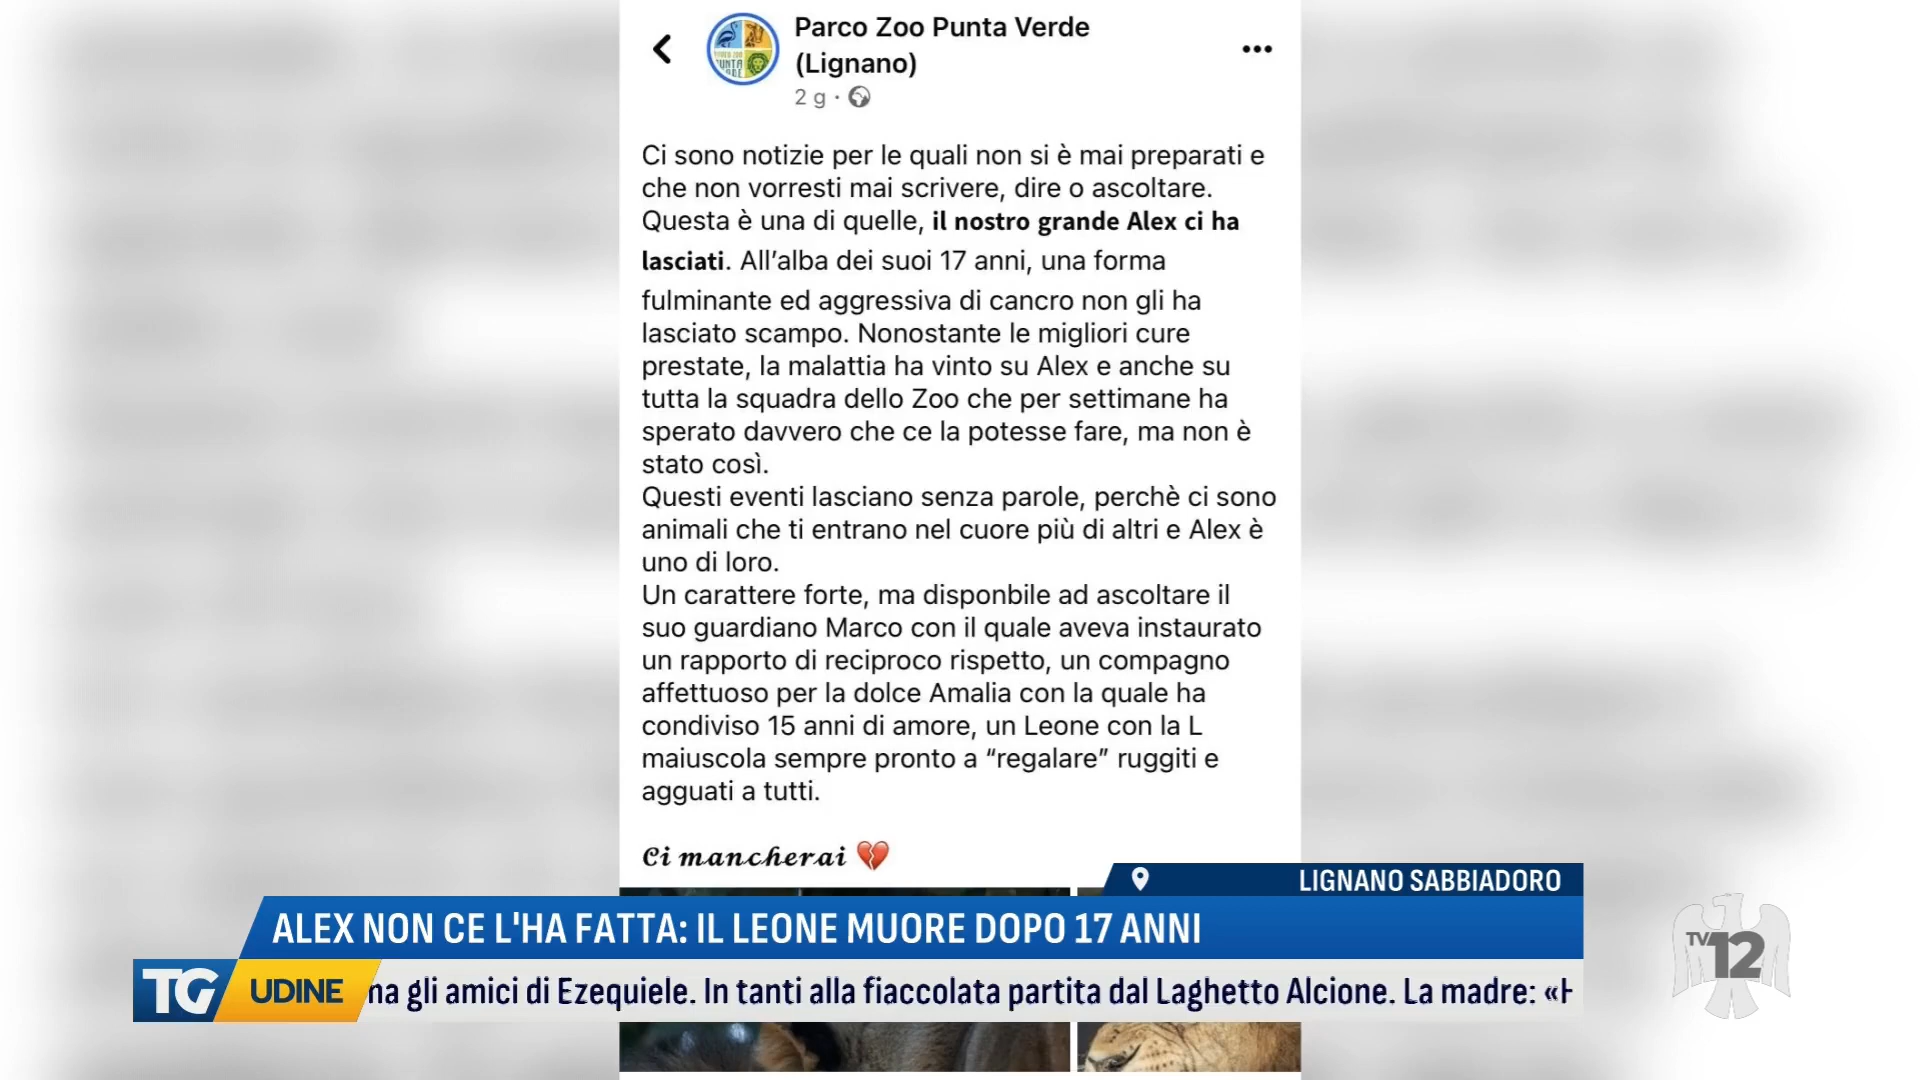 Parco Zoo Punta Verde
(Lignano)
2 g ·
Ci sono notizie per le quali non si è mai preparati e
che non vorresti mai scrivere, dire o ascoltare.
Questa è una di quelle, il nostro grande Alex ci ha
lasciati. All’alba dei suoi 17 anni, una forma
fulminante ed aggressiva di cancro non gli ha
lasciato scampo. Nonostante le migliori cure
prestate, la malattia ha vinto su Alex e anche su
tutta la squadra dello Zoo che per settimane ha
sperato davvero che ce la potesse fare, ma non è
stato così.
Questi eventi lasciano senza parole, perchè ci sono
animali che ti entrano nel cuore più di altri e Alex è
uno di loro.
Un carattere forte, ma disponbile ad ascoltare il
suo guardiano Marco con il quale aveva instaurato
un rapporto di reciproco rispetto, un compagno
affettuoso per la dolce Amalia con la quale ha
condiviso 15 anni di amore, un Leone con la L
maiuscola sempre pronto a “regalare” ruggiti e
agguati a tutti.
Ci mancherai 💔
LIGNANO SABBIADORO
ALEX NON CE L'HA FATTA: IL LEONE MUORE DOPO 17 ANNI
TG UDINE
na gli amici di Ezequiele. In tanti alla fiaccolata partita dal Laghetto Alcione. La madre: «
TV12